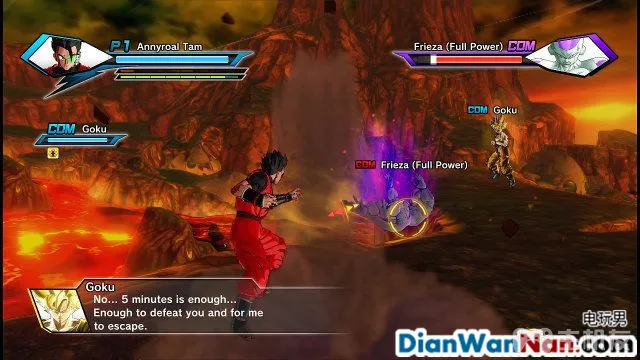 P1 Annyroal Tam
Frieza (Full Power) COM
COM Goku
COM Goku
COM Frieza (Full Power)
Goku
No... 5 minutes is enough...
Enough to defeat you and for me
to escape.
电玩男
DianWanNan.com